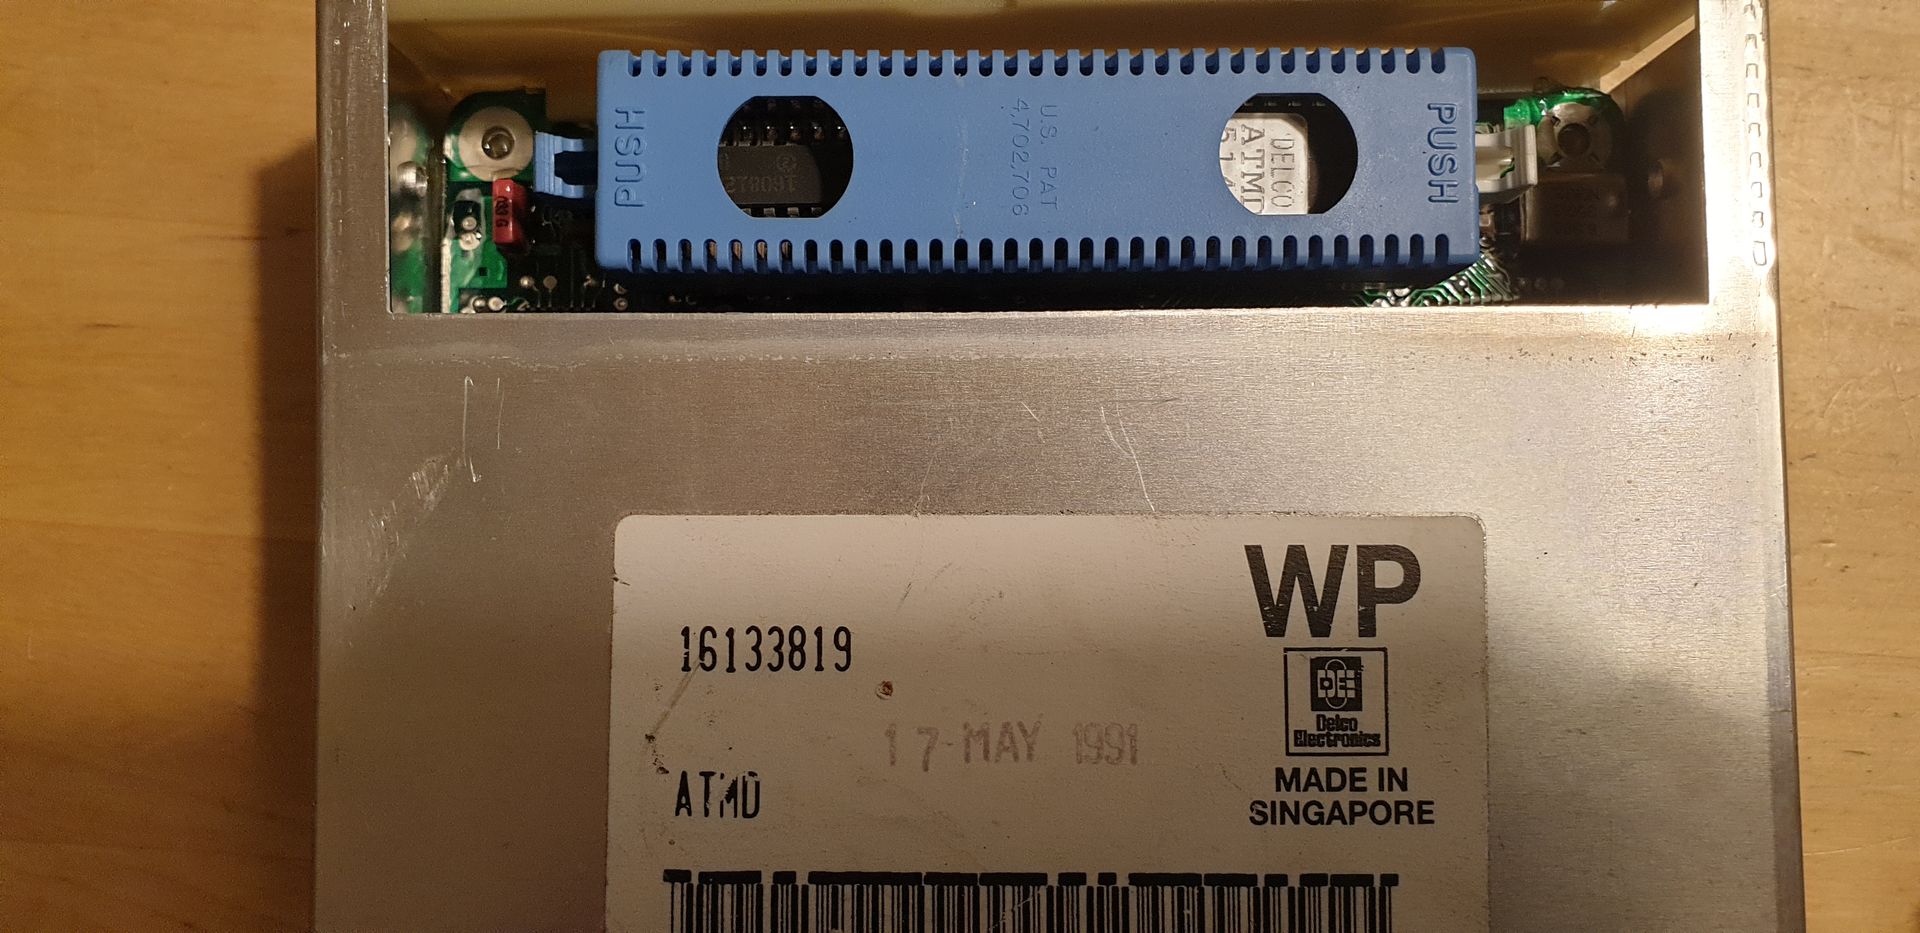 PUSH
U.S. PAT.
4,702,706
PUSH
DELCO
ATMD
16133819
17 MAY 1991
ATMD
WP
Delco
Electronics
MADE IN
SINGAPORE